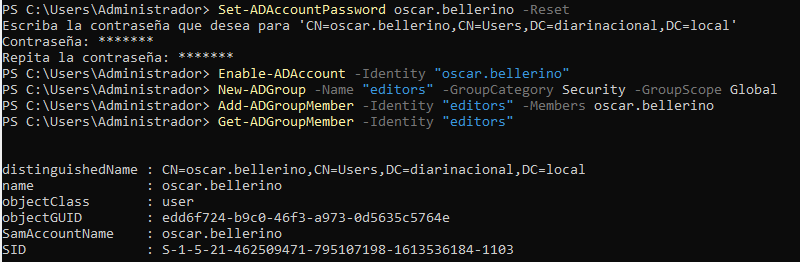 PS C:\Users\Administrador> Set-ADAccountPassword oscar.bellerino -Reset
Escriba la contraseña que desea para 'CN=oscar.bellerino,CN=Users,DC=diarinacional,DC=local'
Contraseña: *******
Repita la contraseña: *******
PS C:\Users\Administrador> Enable-ADAccount -Identity "oscar.bellerino"
PS C:\Users\Administrador> New-ADGroup -Name "editors" -GroupCategory Security -GroupScope Global
PS C:\Users\Administrador> Add-ADGroupMember -Identity "editors" -Members oscar.bellerino
PS C:\Users\Administrador> Get-ADGroupMember -Identity "editors"
distinguishedName : CN=oscar.bellerino,CN=Users,DC=diarinacional,DC=local
name : oscar.bellerino
objectClass : user
objectGUID : edd6f724-b9c0-46f3-a973-0d5635c5764e
SamAccountName : oscar.bellerino
SID : S-1-5-21-462509471-795107198-1613536184-1103